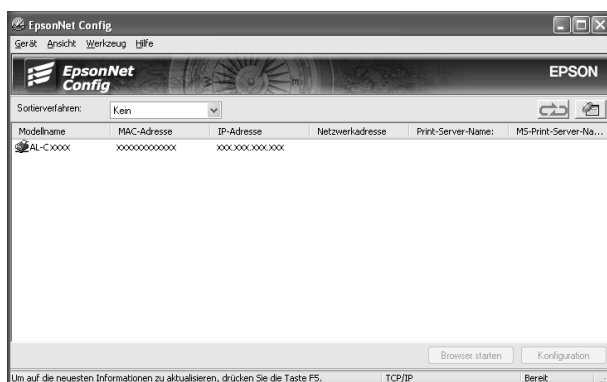 EpsonNet Config
Gerät Ansicht Werkzeug Hilfe
EpsonNet
Config
EPSON
Sortierverfahren: Kein
Modellname MAC-Adresse IP-Adresse Netzwerkadresse Print-Server-Name: MS-Print-Server-Na...
AL-Cxxxx xxxxxxxxxxxx xxx.xxx.xxx.xxx
Browser starten Konfiguration
Um auf die neuesten Informationen zu aktualisieren, drücken Sie die Taste F5. TCP/IP Bereit